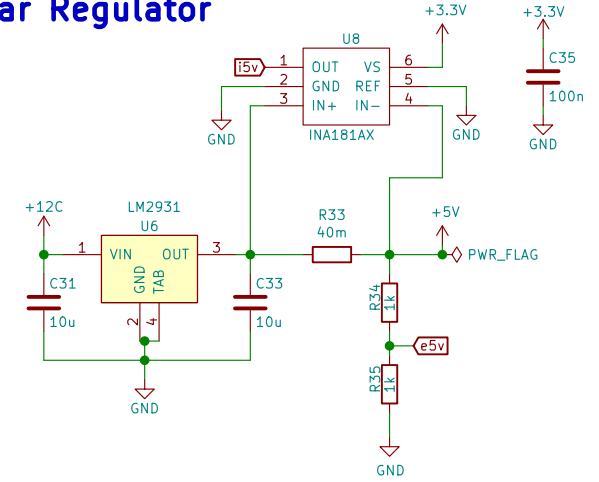 ar Regulator
+3.3V
+3.3V
U8
i5v
1
OUT
VS
6
2
GND
REF
5
3
IN+
IN-
4
INA181AX
C35
100n
GND
GND
GND
+12C
LM2931
U6
1
VIN
OUT
3
GND
TAB
2
4
C31
10u
C33
10u
GND
R33
40m
+5V
PWR_FLAG
R34
1k
e5v
R35
1k
GND